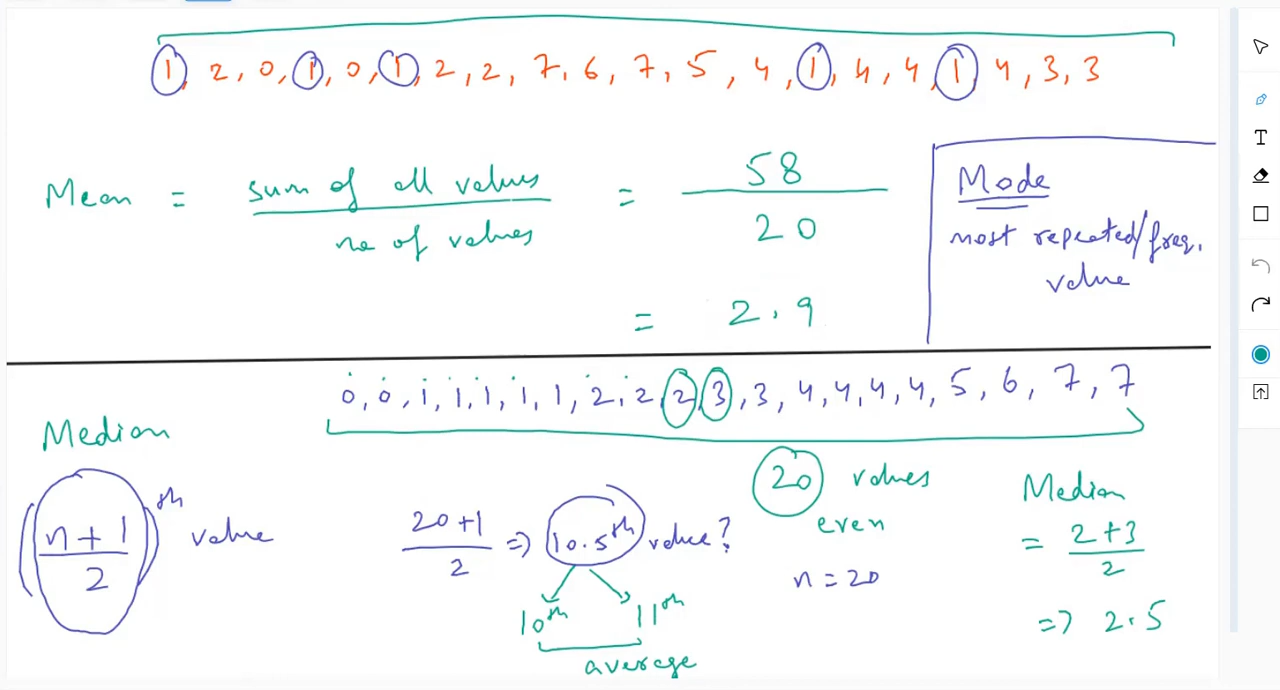 1, 2, 0, 1, 0, 1, 2, 2, 7, 6, 7, 5, 4, 1, 4, 4, 1, 4, 3, 3
Mean = sum of all values / no of values = 58 / 20
= 2.9
Mode
most repeated/freq.
value
0, 0, 1, 1, 1, 1, 1, 2, 2, 2, 3, 3, 4, 4, 4, 4, 5, 6, 7, 7
Median
(n+1 / 2)th value
20+1 / 2 => 10.5th value?
10th 11th
average
20 values
even
n = 20
Median
= 2+3 / 2
=> 2.5
T